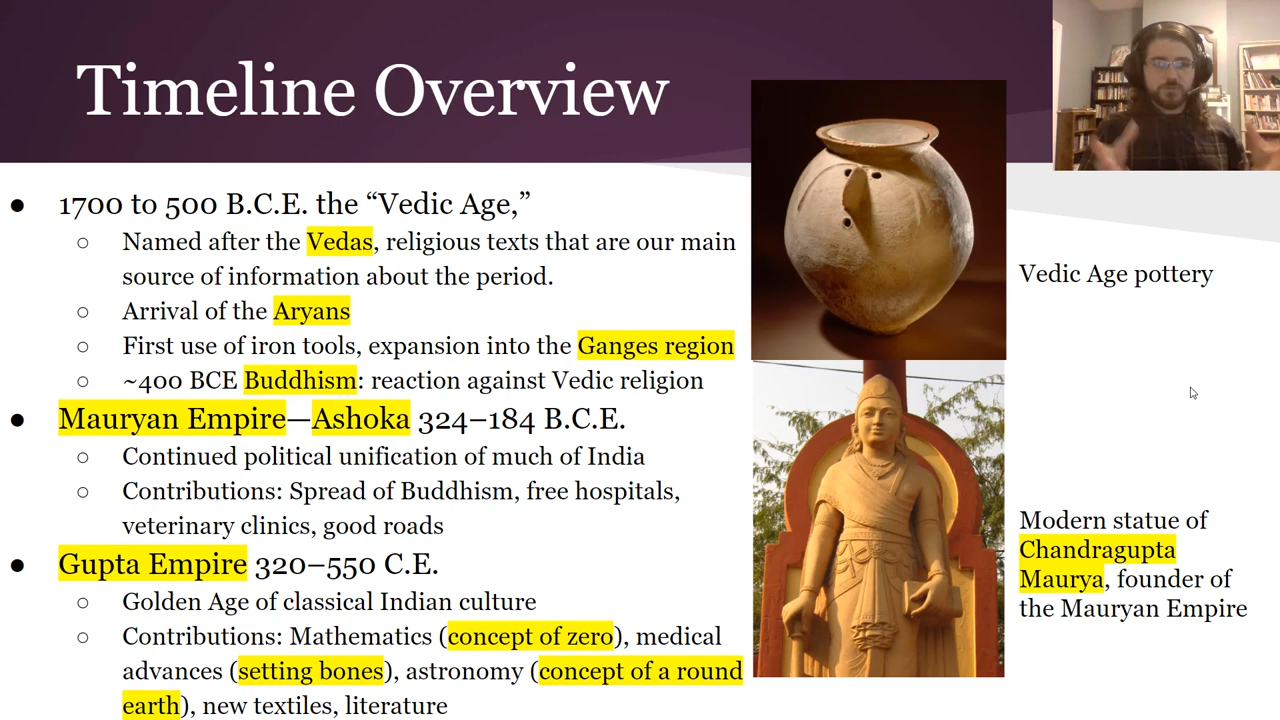 Timeline Overview
● 1700 to 500 B.C.E. the “Vedic Age,”
○ Named after the Vedas, religious texts that are our main
source of information about the period.
○ Arrival of the Aryans
○ First use of iron tools, expansion into the Ganges region
○ ~400 BCE Buddhism: reaction against Vedic religion
● Mauryan Empire—Ashoka 324–184 B.C.E.
○ Continued political unification of much of India
○ Contributions: Spread of Buddhism, free hospitals,
veterinary clinics, good roads
● Gupta Empire 320–550 C.E.
○ Golden Age of classical Indian culture
○ Contributions: Mathematics (concept of zero), medical
advances (setting bones), astronomy (concept of a round
earth), new textiles, literature
Vedic Age pottery
Modern statue of
Chandragupta
Maurya, founder of
the Mauryan Empire